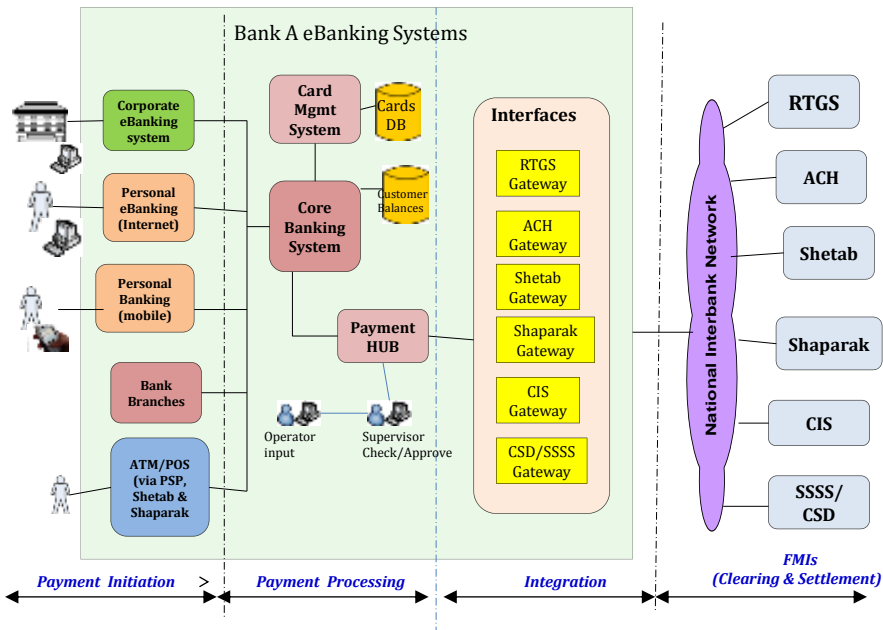 Bank A eBanking Systems
Corporate
eBanking
system
Personal
eBanking
(Internet)
Personal
Banking
(mobile)
Bank
Branches
ATM/POS
(via PSP,
Shetab &
Shaparak
Card
Mgmt
System
Cards
DB
Core
Banking
System
Customer
Balances
Payment
HUB
Operator
input
Supervisor
Check/Approve
Interfaces
RTGS
Gateway
ACH
Gateway
Shetab
Gateway
Shaparak
Gateway
CIS
Gateway
CSD/SSSS
Gateway
National Interbank Network
RTGS
ACH
Shetab
Shaparak
CIS
SSSS/
CSD
Payment Initiation >
Payment Processing
Integration
FMIs
(Clearing & Settlement)